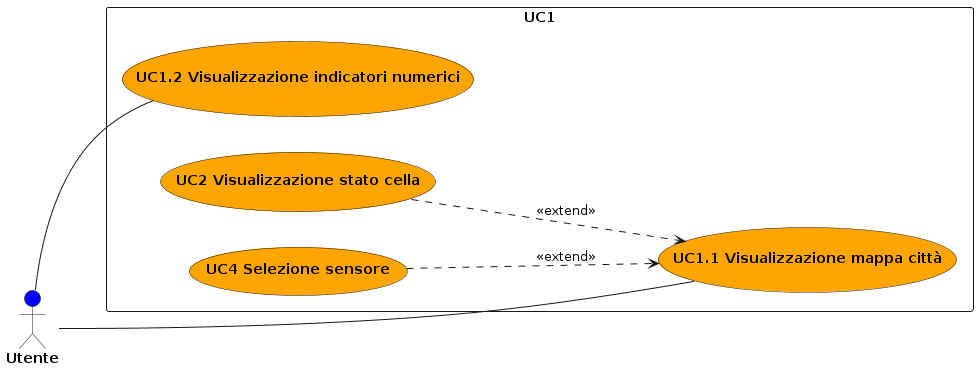 UC1
UC1.2 Visualizzazione indicatori numerici
UC2 Visualizzazione stato cella
«extend»
UC4 Selezione sensore
«extend»
UC1.1 Visualizzazione mappa città
Utente